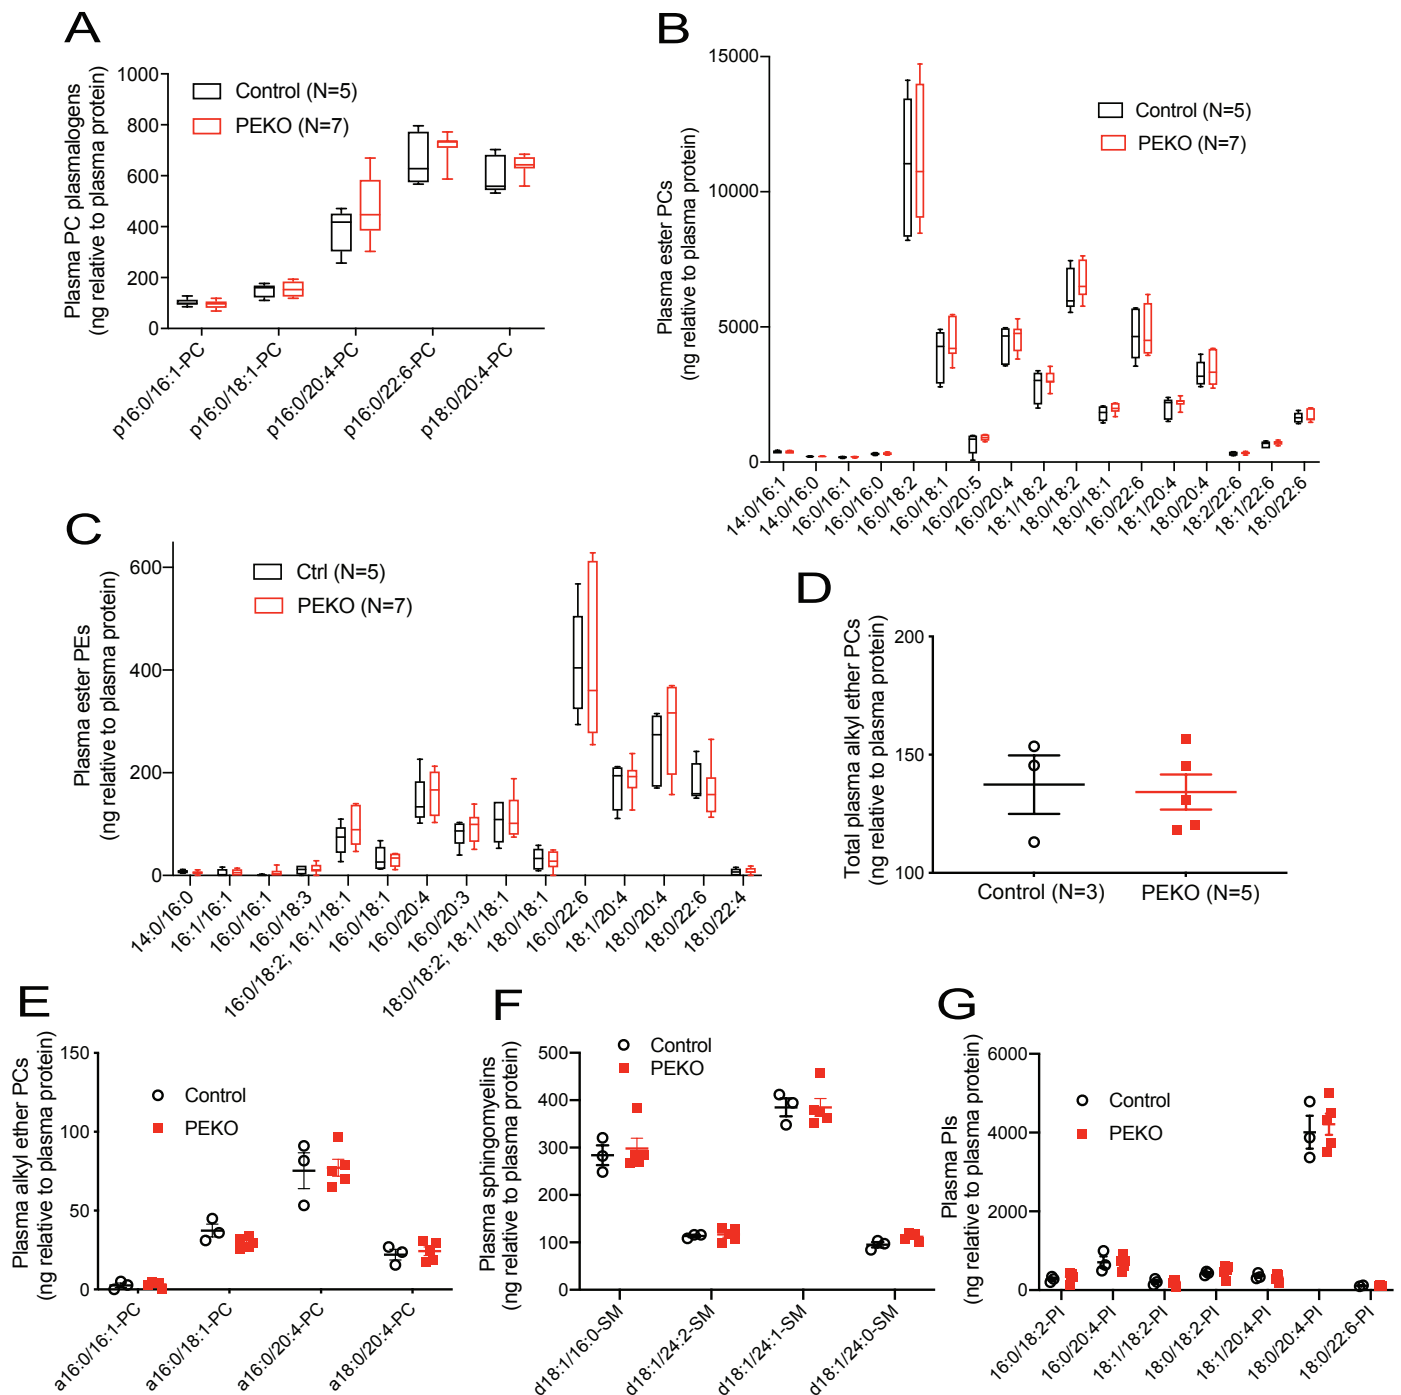 A
Plasma PC plasmalogens
(ng relative to plasma protein)
1000
800
600
400
200
0
Control (N=5)
PEKO (N=7)
p16:0/16:1-PC
p16:0/18:1-PC
p16:0/20:4-PC
p16:0/22:6-PC
p18:0/20:4-PC
B
Plasma ester PCs
(ng relative to plasma protein)
15000
10000
5000
0
Control (N=5)
PEKO (N=7)
14:0/16:1
14:0/16:0
16:0/16:1
16:0/16:0
16:0/18:2
16:0/18:1
16:0/20:5
16:0/20:4
18:1/18:2
18:0/18:2
18:0/18:1
16:0/22:6
18:1/20:4
18:0/20:4
18:2/22:6
18:1/22:6
18:0/22:6
C
Plasma ester PEs
(ng relative to plasma protein)
600
400
200
0
Ctrl (N=5)
PEKO (N=7)
14:0/16:0
16:1/16:1
16:0/16:1
16:0/18:3
16:0/18:2; 16:1/18:1
16:0/18:1
16:0/20:4
16:0/20:3
18:0/18:2; 18:1/18:1
18:0/18:1
16:0/22:6
18:1/20:4
18:0/20:4
18:0/22:6
18:0/22:4
D
Total plasma alkyl ether PCs
(ng relative to plasma protein)
200
150
100
Control (N=3)
PEKO (N=5)
E
Plasma alkyl ether PCs
(ng relative to plasma protein)
150
100
50
0
Control
PEKO
a16:0/16:1-PC
a16:0/18:1-PC
a16:0/20:4-PC
a18:0/20:4-PC
F
Plasma sphingomyelins
(ng relative to plasma protein)
500
400
300
200
100
0
Control
PEKO
d18:1/16:0-SM
d18:1/24:2-SM
d18:1/24:1-SM
d18:1/24:0-SM
G
Plasma PIs
(ng relative to plasma protein)
6000
4000
2000
0
Control
PEKO
16:0/18:2-PI
16:0/20:4-PI
18:1/18:2-PI
18:0/18:2-PI
18:1/20:4-PI
18:0/20:4-PI
18:0/22:6-PI